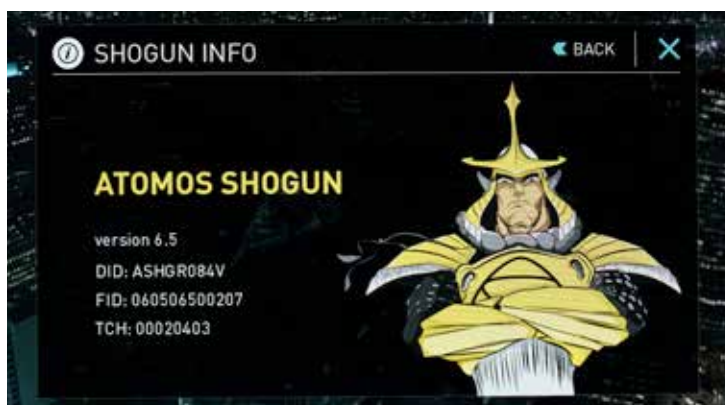 SHOGUN INFO
BACK
ATOMOS SHOGUN
version 6.5
DID: ASHGR084V
FID: 060506500207
TCH: 00020403